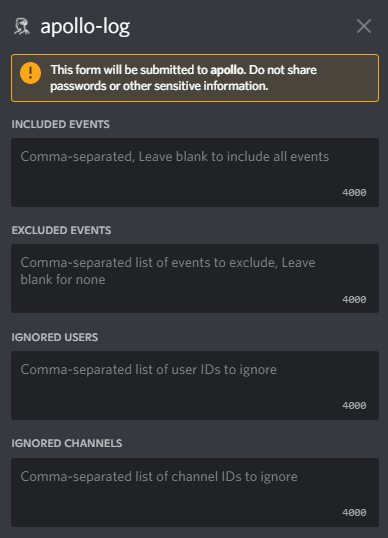 apollo-log
This form will be submitted to apollo. Do not share
passwords or other sensitive information.
INCLUDED EVENTS
Comma-separated, Leave blank to include all events
4000
EXCLUDED EVENTS
Comma-separated list of events to exclude, Leave
blank for none
4000
IGNORED USERS
Comma-separated list of user IDs to ignore
4000
IGNORED CHANNELS
Comma-separated list of channel IDs to ignore
4000